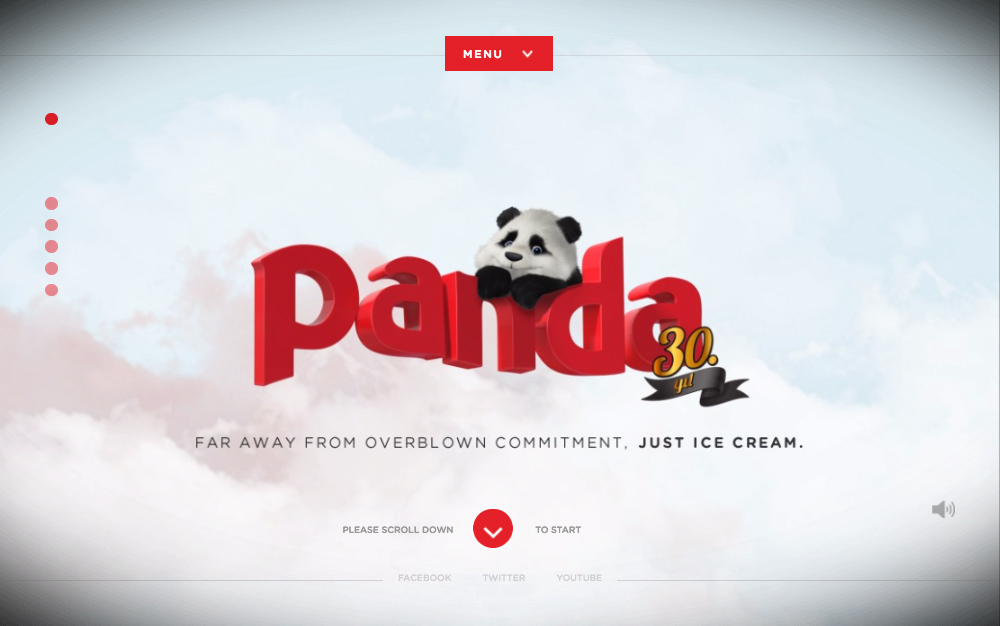 MENU
panda
30.
yıl
FAR AWAY FROM OVERBLOWN COMMITMENT, JUST ICE CREAM.
PLEASE SCROLL DOWN TO START
FACEBOOK TWITTER YOUTUBE